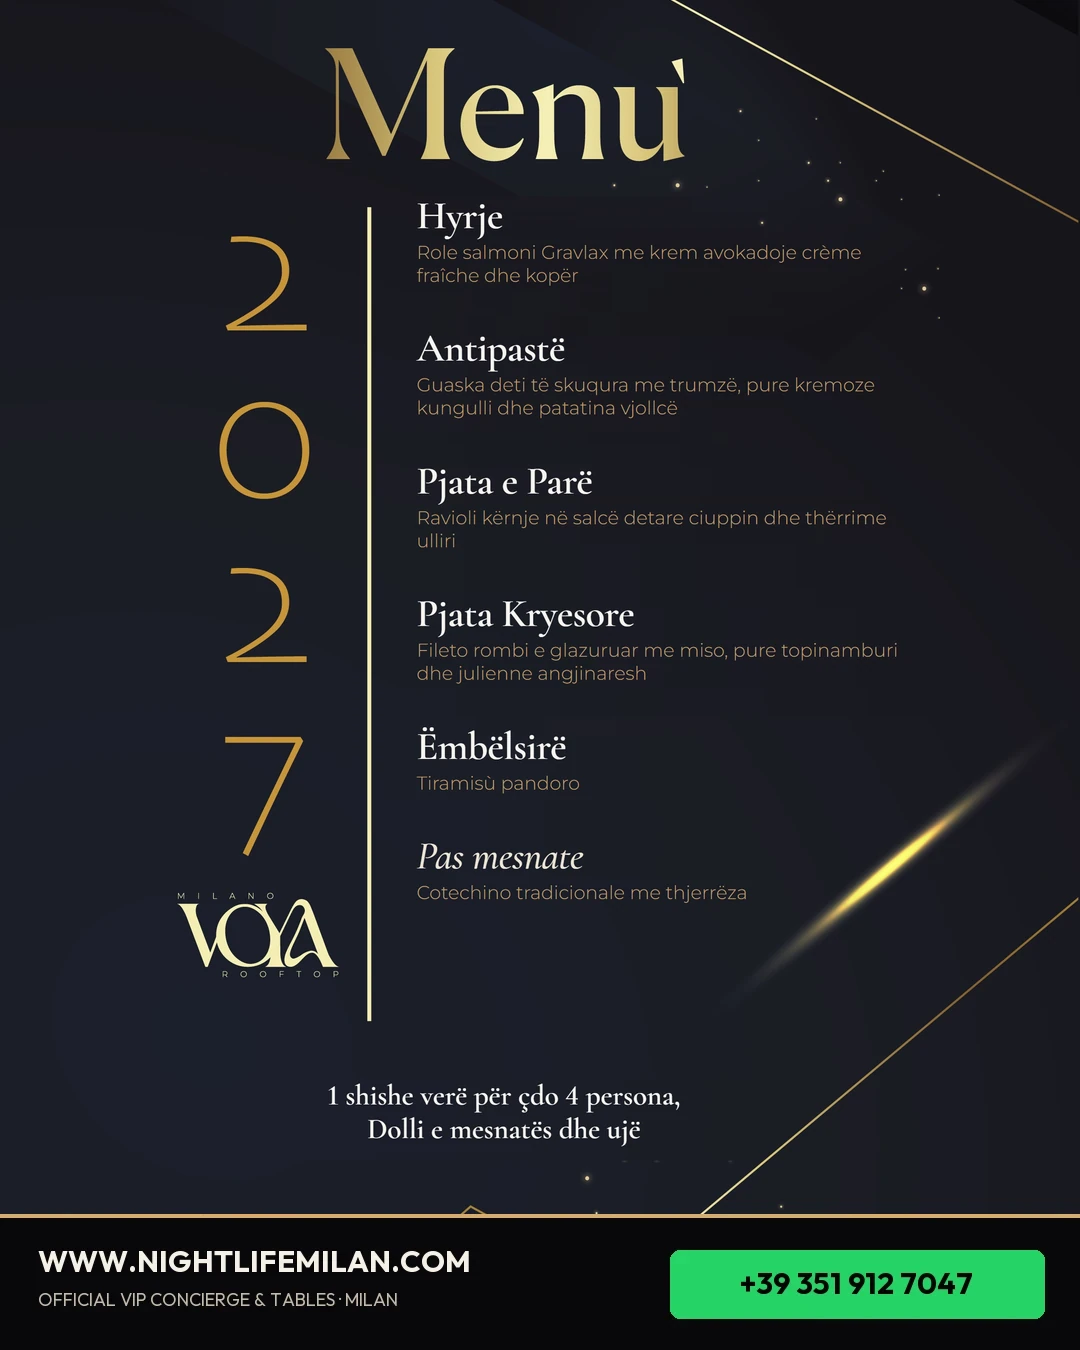 Menù
2
0
2
7
Hyrje
Role salmoni Gravlax me krem avokadoje crème
fraîche dhe kopër
Antipastë
Guaska deti të skuqura me trumzë, pure kremoze
kungulli dhe patatina vjollcë
Pjata e Parë
Ravioli kërnje në salcë detare ciuppin dhe thërrime
ulliri
Pjata Kryesore
Fileto rombi e glazuruar me miso, pure topinamburi
dhe julienne angjinaresh
Ëmbëlsirë
Tiramisù pandoro
Pas mesnate
Cotechino tradicionale me thjerrëza
MILANO
VOYA
ROOFTOP
1 shishe verë për çdo 4 persona,
Dolli e mesnatës dhe ujë
WWW.NIGHTLIFEMILAN.COM
OFFICIAL VIP CONCIERGE & TABLES · MILAN
+39 351 912 7047